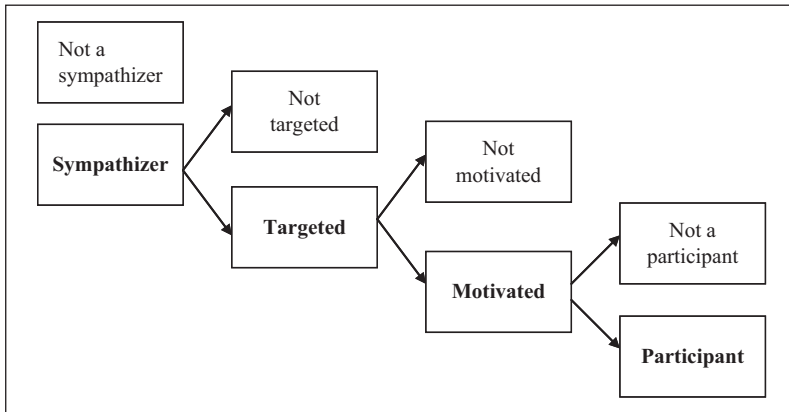 Not a
sympathizer
Sympathizer
Not
targeted
Targeted
Not
motivated
Motivated
Not a
participant
Participant